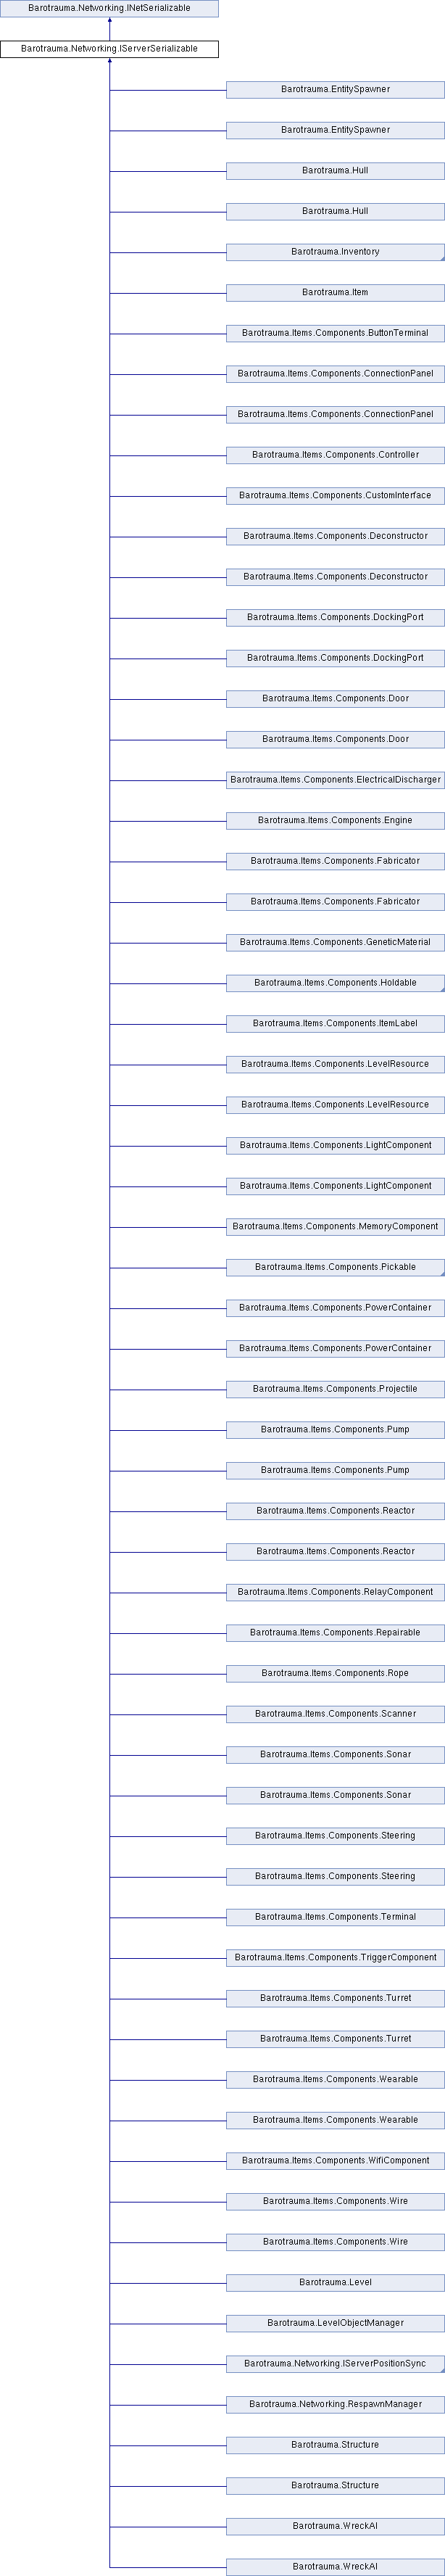 Barotrauma.Networking.INetSerializable
Barotrauma.Networking.IServerSerializable
Barotrauma.EntitySpawner
Barotrauma.EntitySpawner
Barotrauma.Hull
Barotrauma.Hull
Barotrauma.Inventory
Barotrauma.Item
Barotrauma.Items.Components.ButtonTerminal
Barotrauma.Items.Components.ConnectionPanel
Barotrauma.Items.Components.ConnectionPanel
Barotrauma.Items.Components.Controller
Barotrauma.Items.Components.CustomInterface
Barotrauma.Items.Components.Deconstructor
Barotrauma.Items.Components.Deconstructor
Barotrauma.Items.Components.DockingPort
Barotrauma.Items.Components.DockingPort
Barotrauma.Items.Components.Door
Barotrauma.Items.Components.Door
Barotrauma.Items.Components.ElectricalDischarger
Barotrauma.Items.Components.Engine
Barotrauma.Items.Components.Fabricator
Barotrauma.Items.Components.Fabricator
Barotrauma.Items.Components.GeneticMaterial
Barotrauma.Items.Components.Holdable
Barotrauma.Items.Components.ItemLabel
Barotrauma.Items.Components.LevelResource
Barotrauma.Items.Components.LevelResource
Barotrauma.Items.Components.LightComponent
Barotrauma.Items.Components.LightComponent
Barotrauma.Items.Components.MemoryComponent
Barotrauma.Items.Components.Pickable
Barotrauma.Items.Components.PowerContainer
Barotrauma.Items.Components.PowerContainer
Barotrauma.Items.Components.Projectile
Barotrauma.Items.Components.Pump
Barotrauma.Items.Components.Pump
Barotrauma.Items.Components.Reactor
Barotrauma.Items.Components.Reactor
Barotrauma.Items.Components.RelayComponent
Barotrauma.Items.Components.Repairable
Barotrauma.Items.Components.Rope
Barotrauma.Items.Components.Scanner
Barotrauma.Items.Components.Sonar
Barotrauma.Items.Components.Sonar
Barotrauma.Items.Components.Steering
Barotrauma.Items.Components.Steering
Barotrauma.Items.Components.Terminal
Barotrauma.Items.Components.TriggerComponent
Barotrauma.Items.Components.Turret
Barotrauma.Items.Components.Turret
Barotrauma.Items.Components.Wearable
Barotrauma.Items.Components.Wearable
Barotrauma.Items.Components.WifiComponent
Barotrauma.Items.Components.Wire
Barotrauma.Items.Components.Wire
Barotrauma.Level
Barotrauma.LevelObjectManager
Barotrauma.Networking.IServerPositionSync
Barotrauma.Networking.RespawnManager
Barotrauma.Structure
Barotrauma.Structure
Barotrauma.WreckAI
Barotrauma.WreckAI